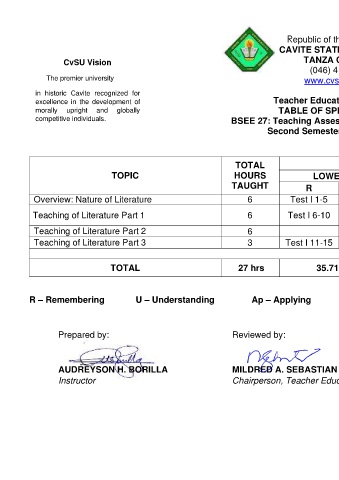 Republic of th
CvSU Vision
CAVITE STAT
TANZA C
The premier university
(046) 4
www.cvs
in historic Cavite recognized for
excellence in the development of
morally upright and globally
competitive individuals.
Teacher Educat
TABLE OF SPE
BSEE 27: Teaching Asses
Second Semeste
TOPIC
TOTAL HOURS TAUGHT
LOWE
R
Overview: Nature of Literature 6 Test I 1-5
Teaching of Literature Part 1 6 Test I 6-10
Teaching of Literature Part 2 6
Teaching of Literature Part 3 3 Test I 11-15
TOTAL 27 hrs 35.71
R – Remembering U – Understanding Ap – Applying
Prepared by: Reviewed by:
AUDREYSON H. BORILLA MILDRED A. SEBASTIAN
Instructor Chairperson, Teacher Educ